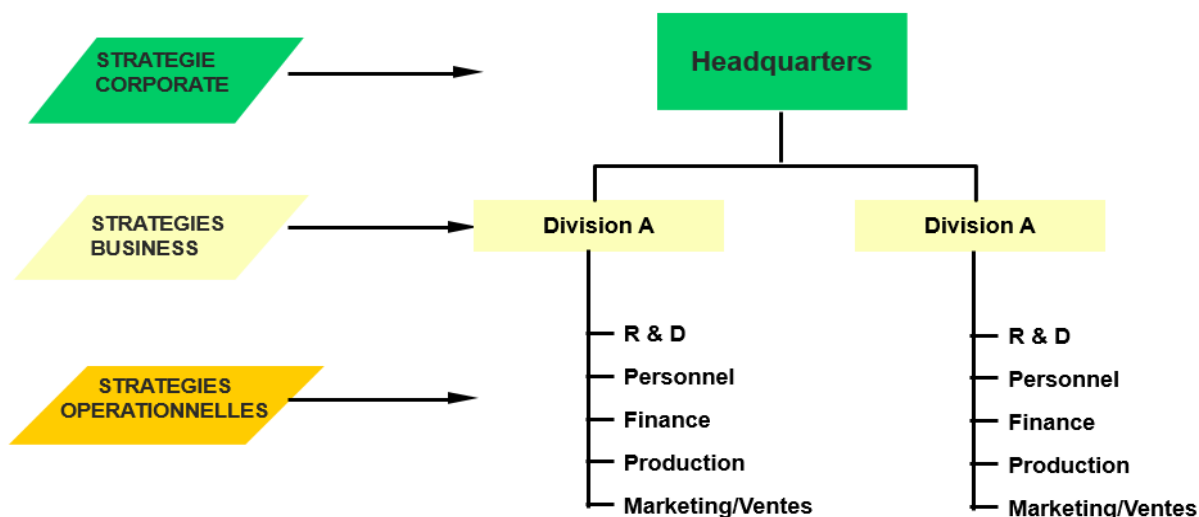 STRATEGIE
CORPORATE
Headquarters
STRATEGIES
BUSINESS
Division A
Division A
STRATEGIES
OPERATIONNELLES
R & D
Personnel
Finance
Production
Marketing/Ventes
R & D
Personnel
Finance
Production
Marketing/Ventes